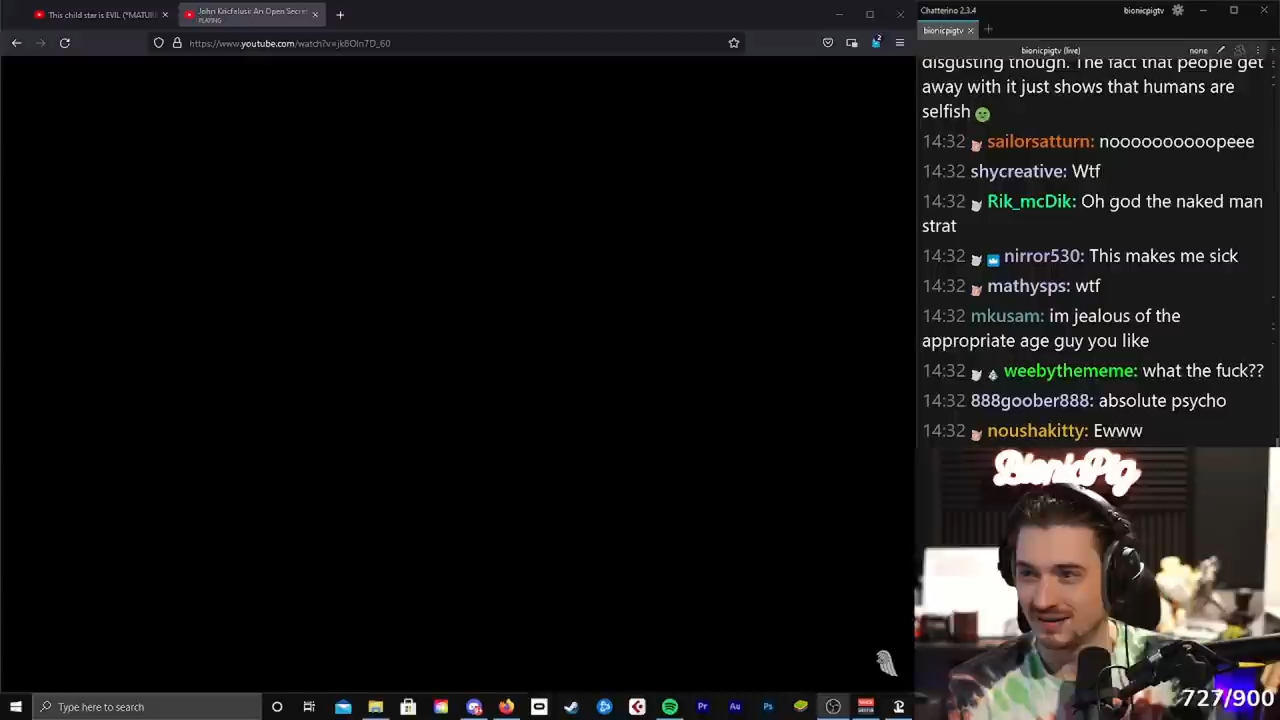 This child star is EVIL (*MATURE
John Kricfalusi: An Open Secret
PLAYING
https://www.youtube.com/watch?v=jk8OIn7D_60
2
Chatterino 2.3.4
bionicpigtv
bionicpigtv
bionicpigtv (live)
none
disgusting though. The fact that people get
away with it just shows that humans are
selfish
14:32 sailorsatturn: noooooooooopeee
14:32 shycreative: Wtf
14:32 Rik_mcDik: Oh god the naked man
strat
14:32 nirror530: This makes me sick
14:32 mathysps: wtf
14:32 mkusam: im jealous of the
appropriate age guy you like
14:32 weebythememe: what the fuck??
14:32 888goober888: absolute psycho
14:32 noushakitty: Ewww
BionicPig
727/900
Type here to search
Pr
Au
Ps